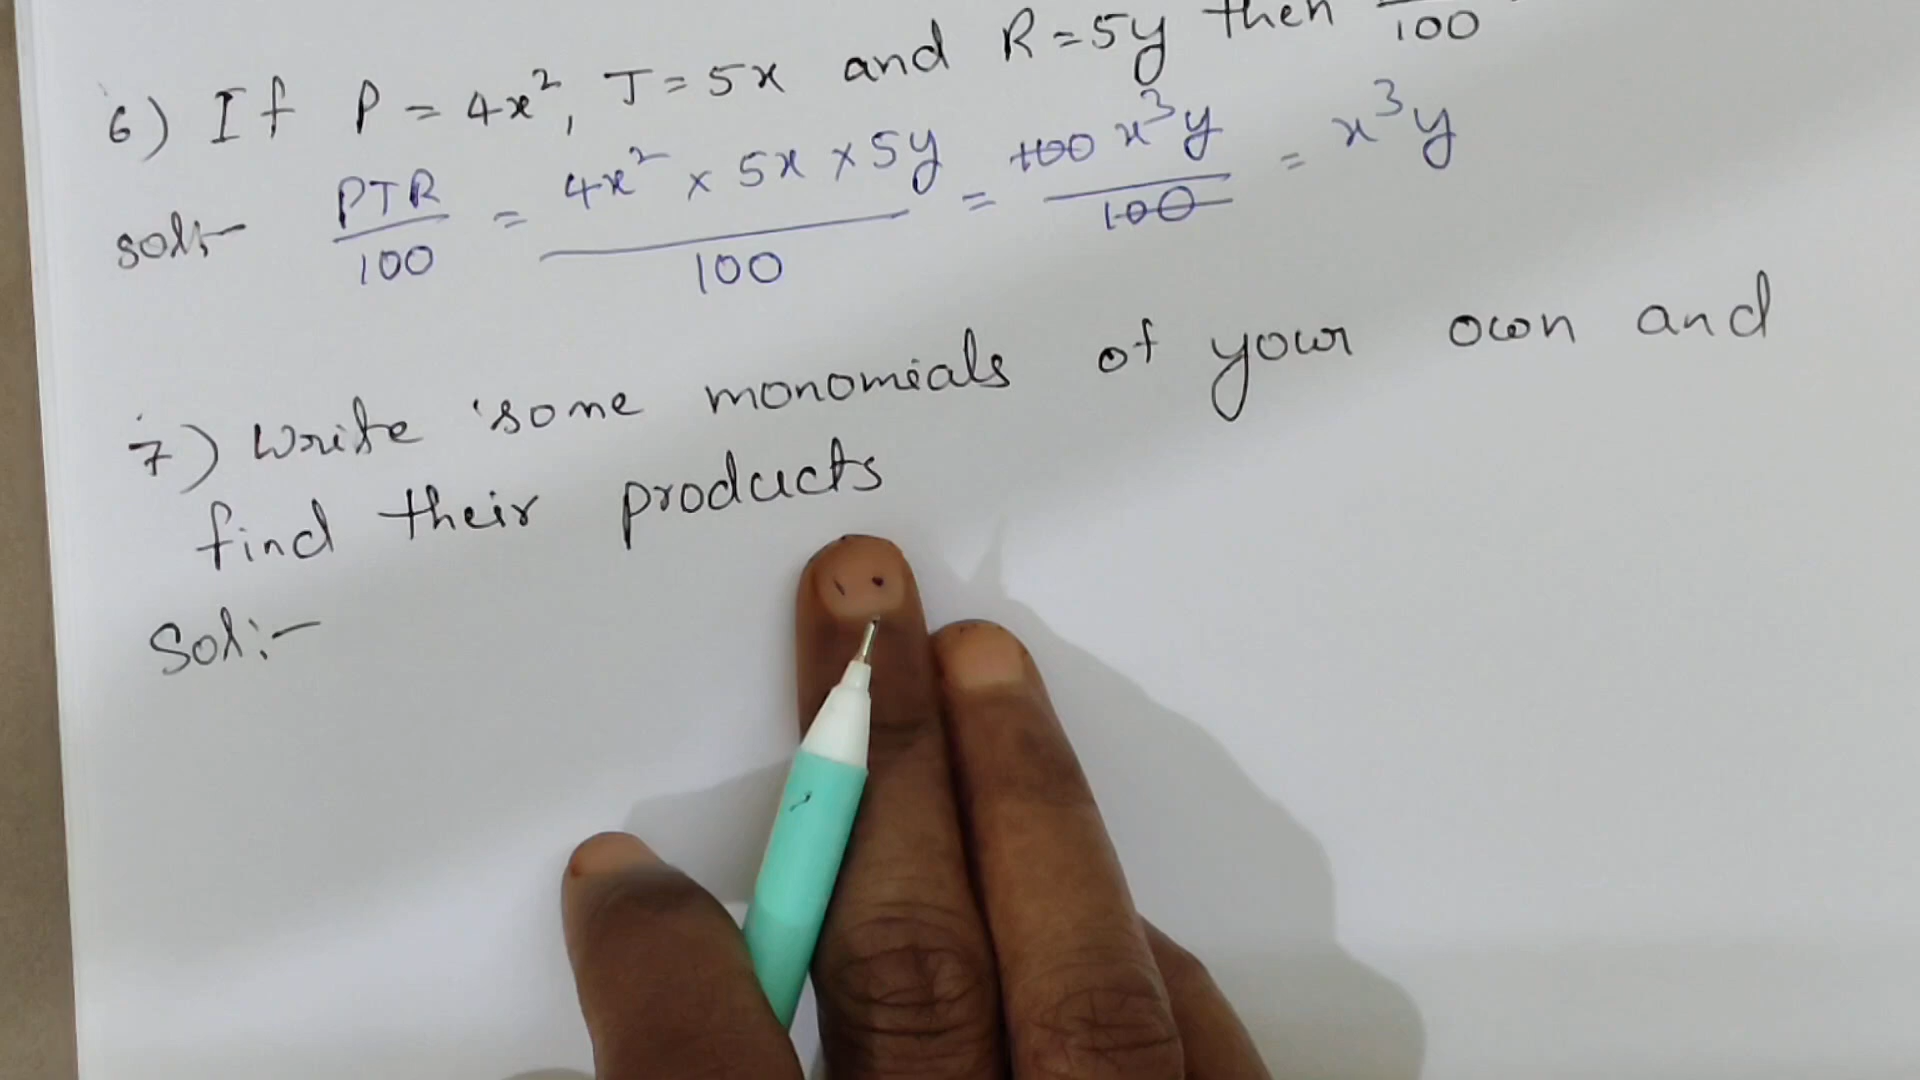 6) If P = 4x², T = 5x and R = 5y then 100
Sol:- PTR/100 = 4x² × 5x × 5y/100 = 100 x³y/100 = x³y
7) Write some monomials of your own and
find their products
Sol:-